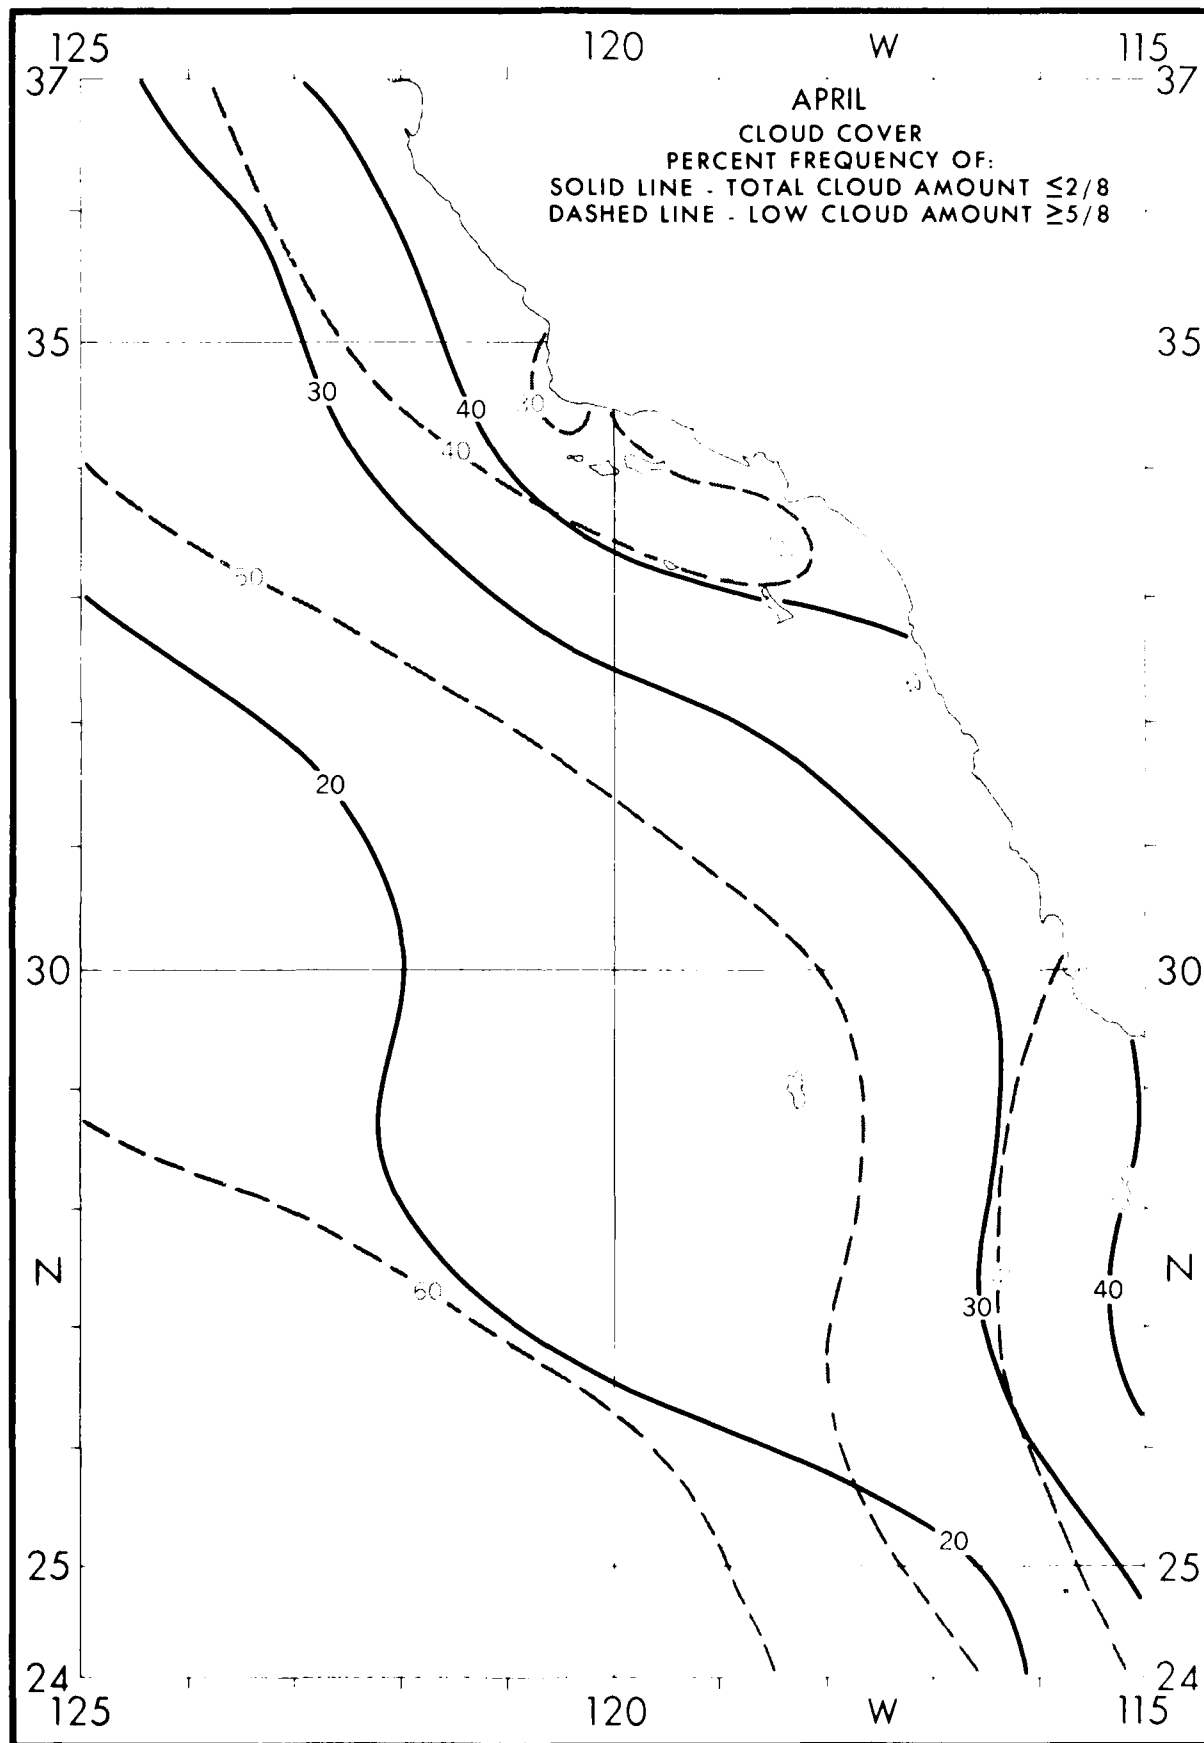 125 120 W 115
37 37
APRIL
CLOUD COVER
PERCENT FREQUENCY OF:
SOLID LINE - TOTAL CLOUD AMOUNT ≤2/8
DASHED LINE - LOW CLOUD AMOUNT ≥5/8
35 35
30 40 30
40
50
20
30 30
N 60 30 40 N
20
25 25
24 24
125 120 W 115